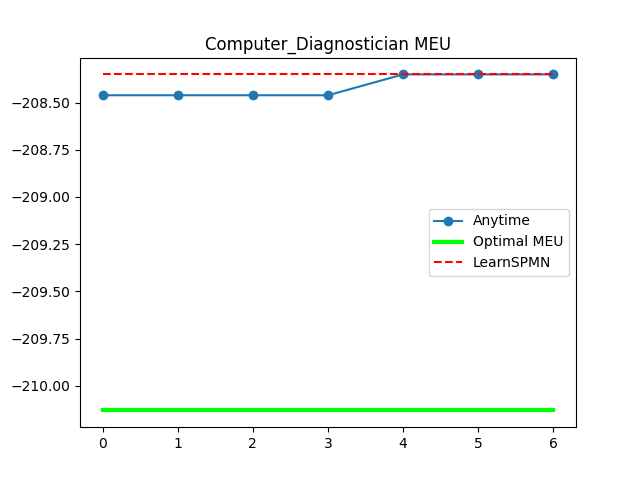 Computer_Diagnostician MEU
−208.50
−208.75
−209.00
−209.25
−209.50
−209.75
−210.00
Anytime
Optimal MEU
LearnSPMN
0 1 2 3 4 5 6